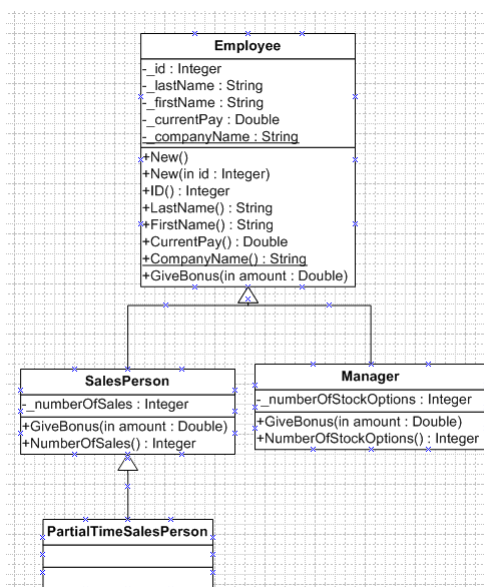 Employee
-_id : Integer
-_lastName : String
-_firstName : String
-_currentPay : Double
-_companyName : String
+New()
+New(in id : Integer)
+ID() : Integer
+LastName() : String
+FirstName() : String
+CurrentPay() : Double
+CompanyName() : String
+GiveBonus(in amount : Double)
SalesPerson
-_numberOfSales : Integer
+GiveBonus(in amount : Double)
+NumberOfSales() : Integer
Manager
-_numberOfStockOptions : Integer
+GiveBonus(in amount : Double)
+NumberOfStockOptions() : Integer
PartialTimeSalesPerson